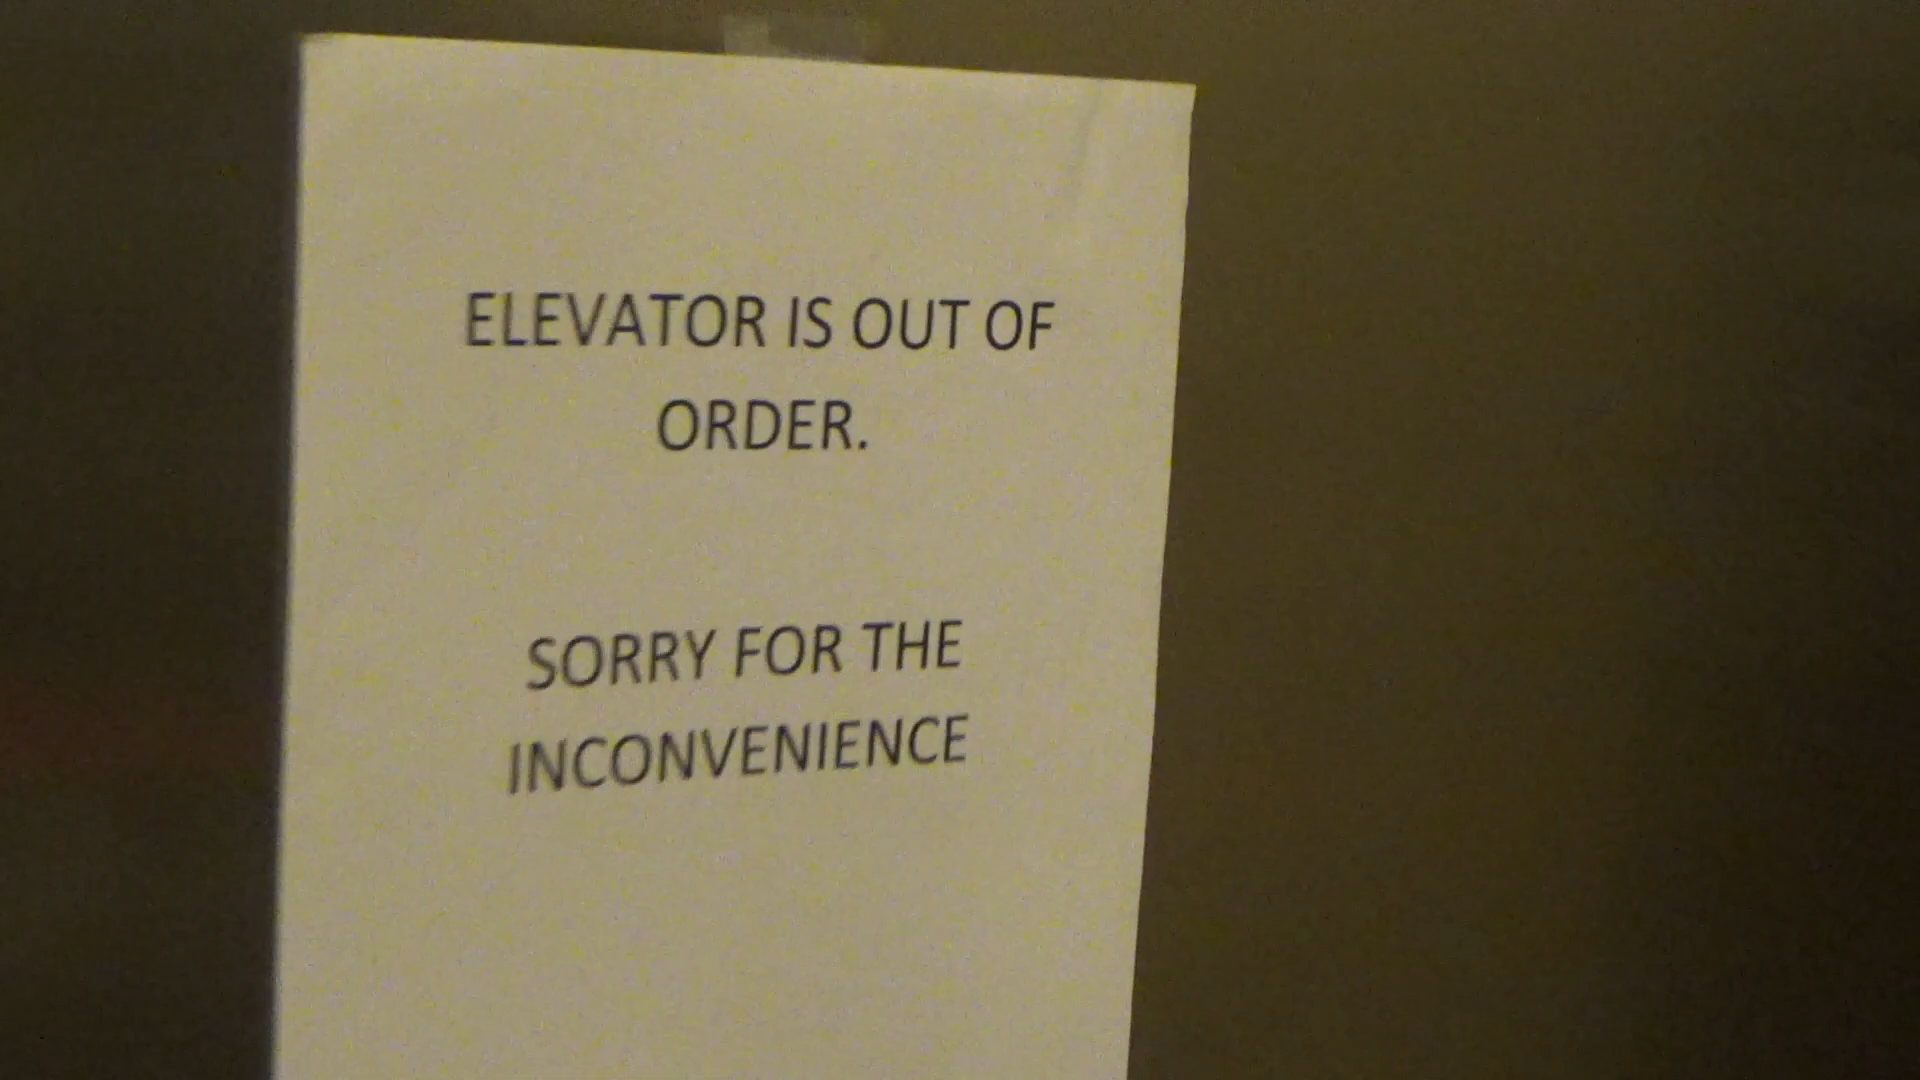 ELEVATOR IS OUT OF
ORDER.
SORRY FOR THE
INCONVENIENCE